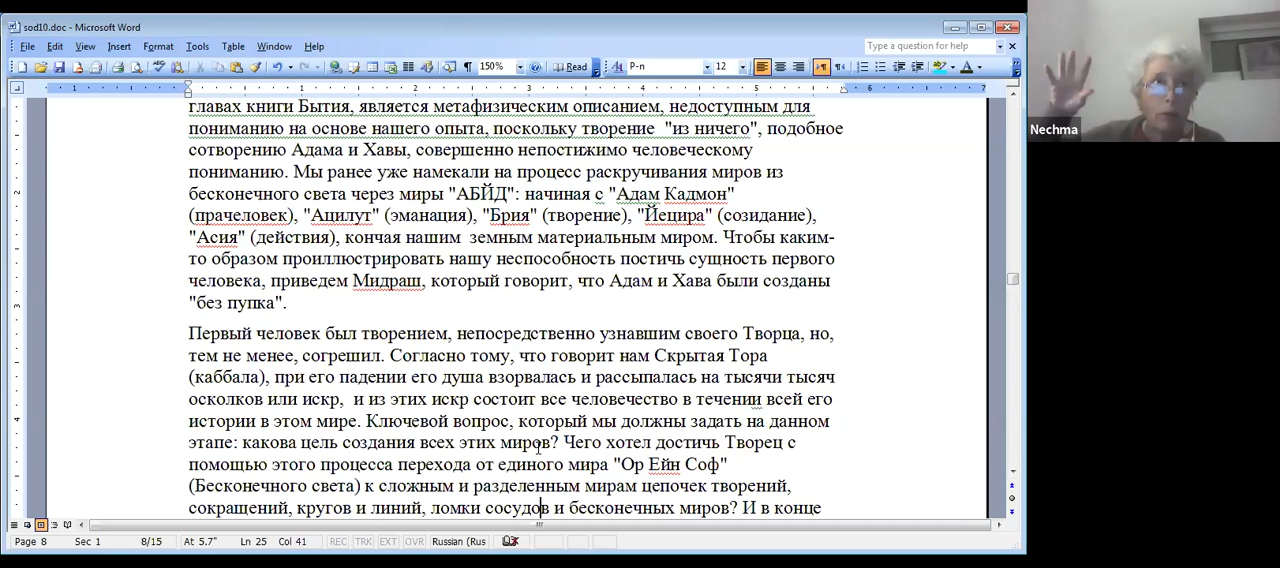 sod10.doc - Microsoft Word
File Edit View Insert Format Tools Table Window Help Type a question for help
150% Read P-n 12
1 1 2 3 4 5 6 7
главах книги Бытия, является метафизическим описанием, недоступным для
пониманию на основе нашего опыта, поскольку творение "из ничего", подобное
сотворению Адама и Хавы, совершенно непостижимо человеческому
пониманию. Мы ранее уже намекали на процесс раскручивания миров из
бесконечного света через миры "АБЙД": начиная с "Адам Кадмон"
(прачеловек), "Ацилут" (эманация), "Брия" (творение), "Йецира" (созидание),
"Асия" (действия), кончая нашим земным материальным миром. Чтобы каким-
то образом проиллюстрировать нашу неспособность постичь сущность первого
человека, приведем Мидраш, который говорит, что Адам и Хава были созданы
"без пупка".
Первый человек был творением, непосредственно узнавшим своего Творца, но,
тем не менее, согрешил. Согласно тому, что говорит нам Скрытая Тора
(каббала), при его падении его душа взорвалась и рассыпалась на тысячи тысяч
осколков или искр, и из этих искр состоит все человечество в течении всей его
истории в этом мире. Ключевой вопрос, который мы должны задать на данном
этапе: какова цель создания всех этих миров? Чего хотел достичь Творец с
помощью этого процесса перехода от единого мира "Ор Ейн Соф"
(Бесконечного света) к сложным и разделенным мирам цепочек творений,
сокращений, кругов и линий, ломки сосудов и бесконечных миров? И в конце
Page 8 Sec 1 8/15 At 5.7" Ln 25 Col 41 REC TRK EXT OVR Russian (Rus
Nechma